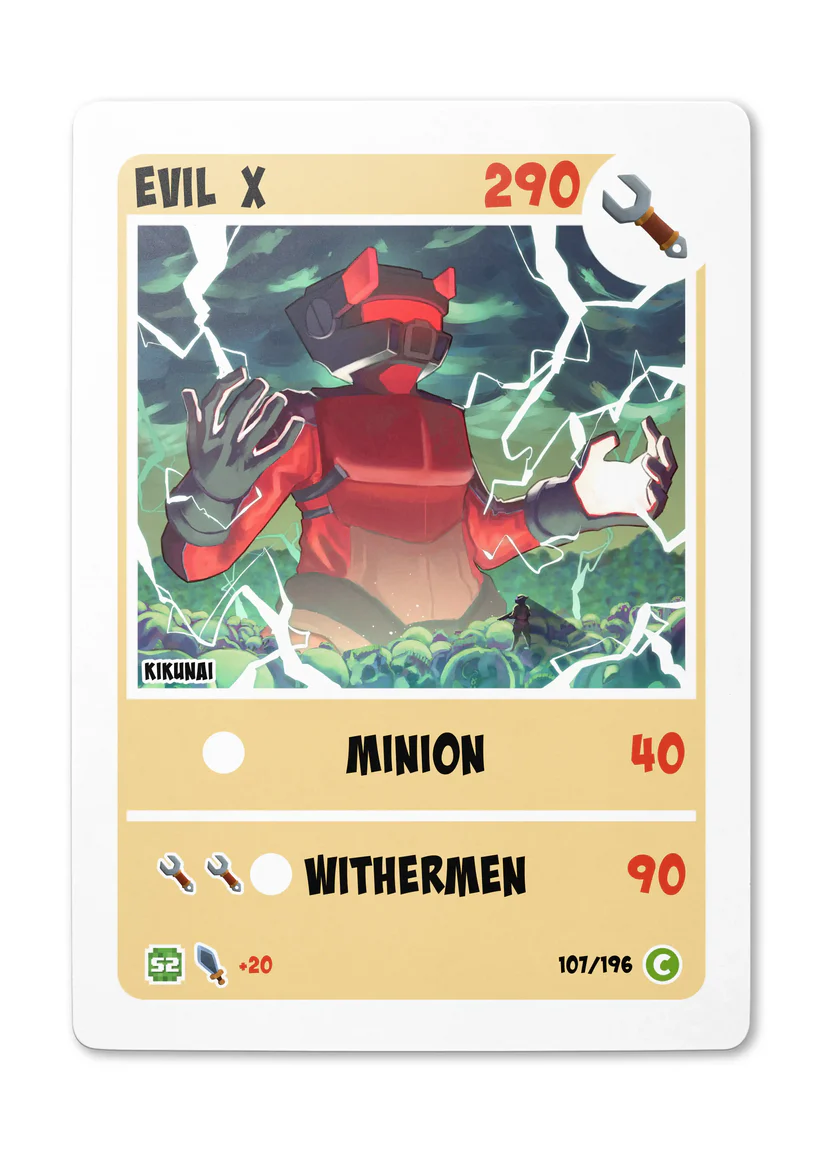 EVIL X 290
KIKUNAI
MINION 40
WITHERMEN 90
S2 +20 107/196 C